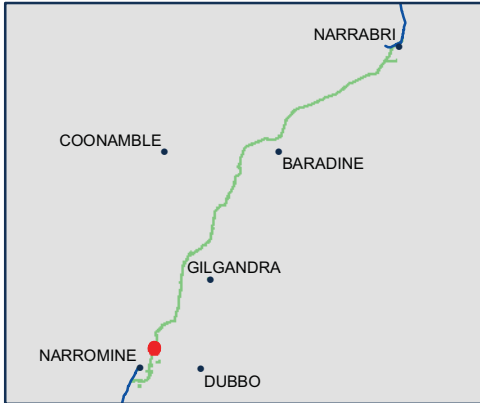 NARRABRI
COONAMBLE
BARADINE
GILGANDRA
NARROMINE
DUBBO